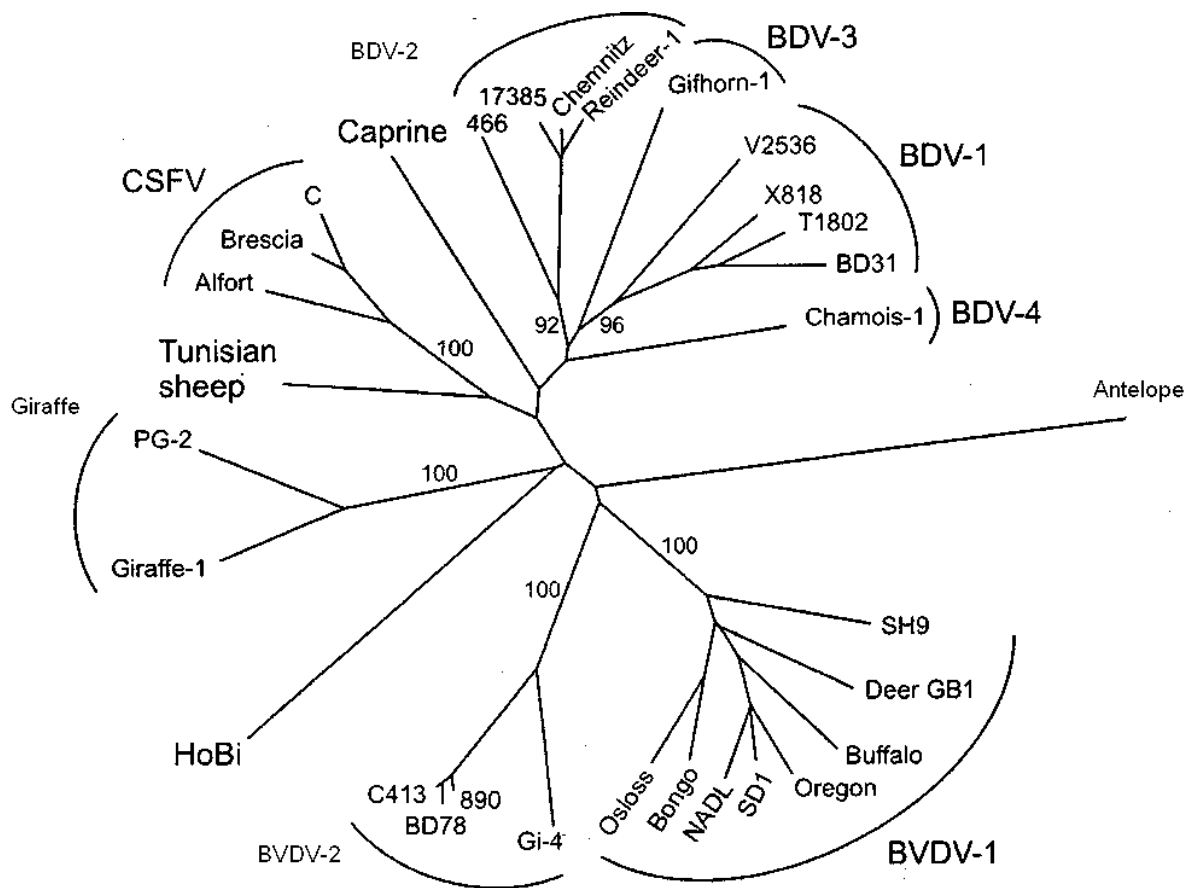 BDV-2
BDV-3
17385
Chemnitz
Reindeer-1
Gifhorn-1
466
Caprine
V2536
BDV-1
CSFV
C
X818
T1802
Brescia
BD31
Alfort
92
96
Chamois-1
BDV-4
100
Tunisian
sheep
Antelope
Giraffe
PG-2
100
Giraffe-1
100
100
SH9
Deer GB1
HoBi
Buffalo
Osloss
Bongo
NADL
SD1
Oregon
C413
890
BD78
Gi-4
BVDV-2
BVDV-1